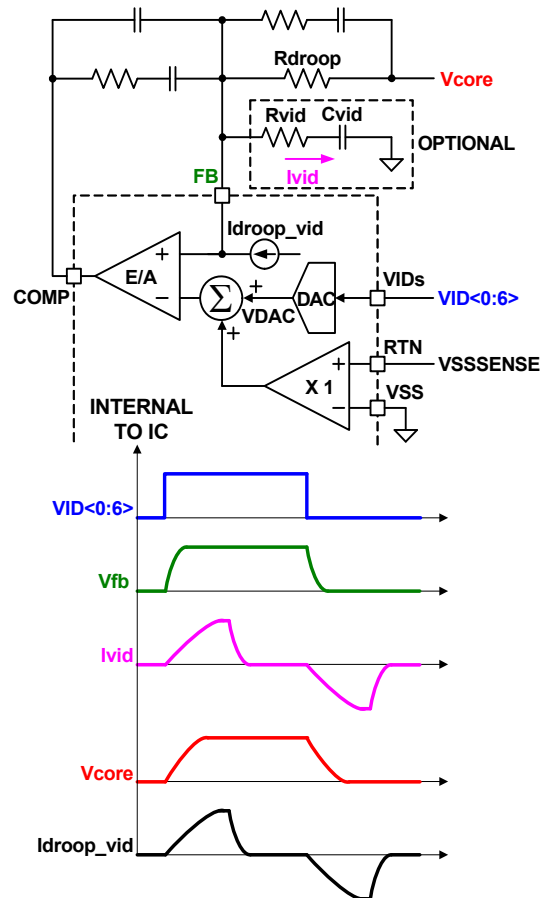 Rdroop
Vcore
Rvid Cvid
OPTIONAL
Ivid
FB
Idroop_vid
+
E/A
−
COMP
Σ
+
+
VDAC
DAC
VIDs
VID<0:6>
RTN
VSSSENSE
+
X 1
−
VSS
INTERNAL
TO IC
VID<0:6>
Vfb
Ivid
Vcore
Idroop_vid